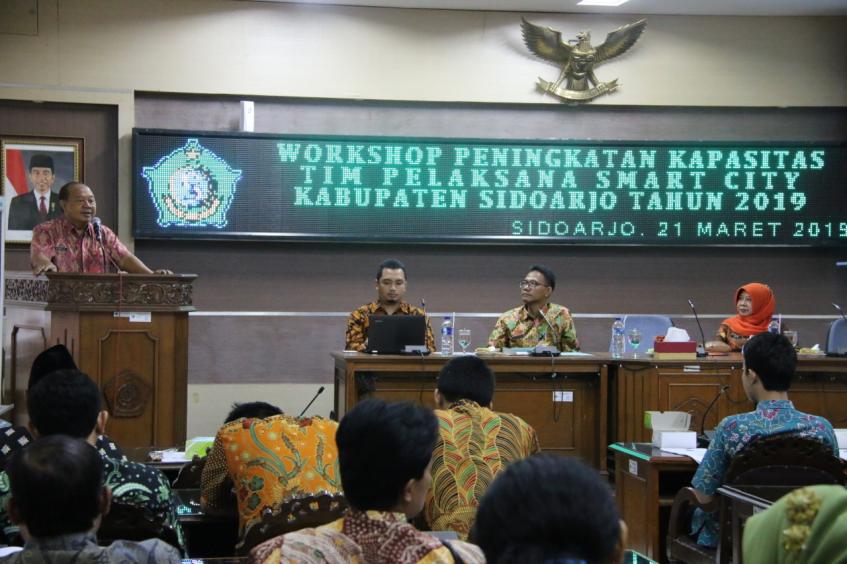 WORKSHOP PENINGKATAN KAPASITAS
TIM PELAKSANA SMART CITY
KABUPATEN SIDOARJO TAHUN 2019
SIDOARJO, 21 MARET 2019